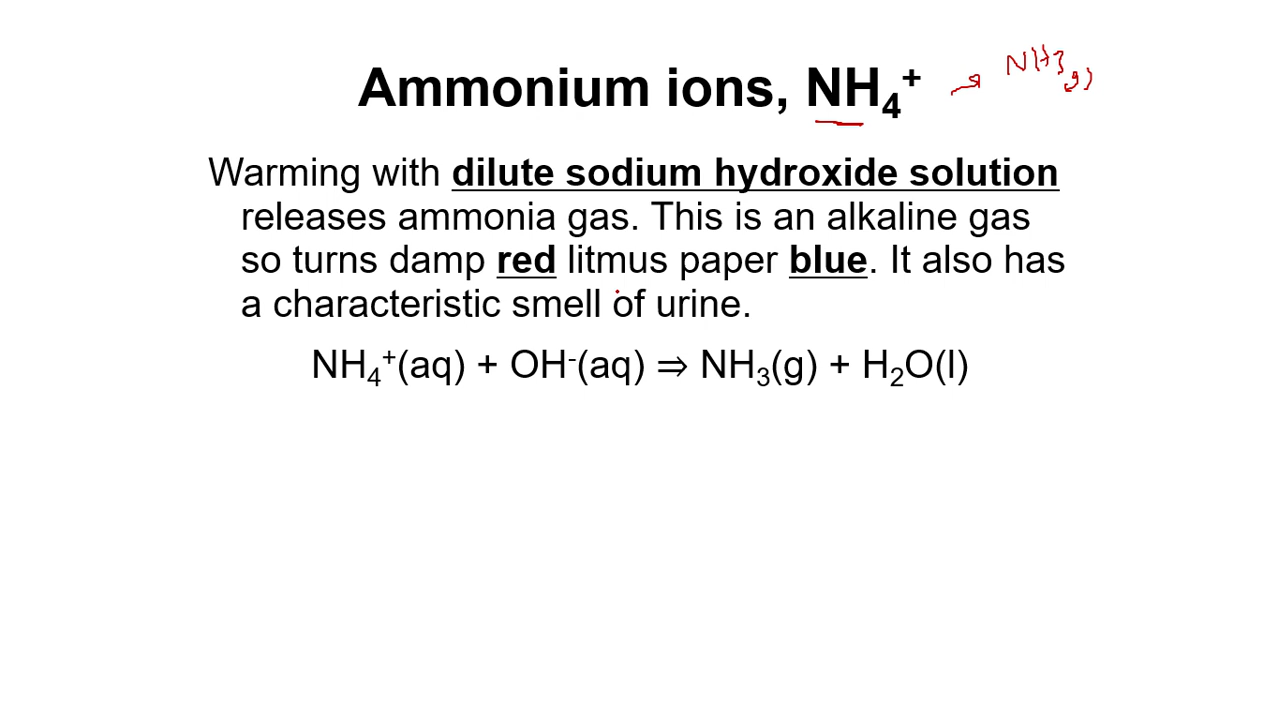 Ammonium ions, NH₄⁺ → NH3(g)
Warming with dilute sodium hydroxide solution
releases ammonia gas. This is an alkaline gas
so turns damp red litmus paper blue. It also has
a characteristic smell of urine.
NH₄⁺(aq) + OH⁻(aq) ⇒ NH₃(g) + H₂O(l)